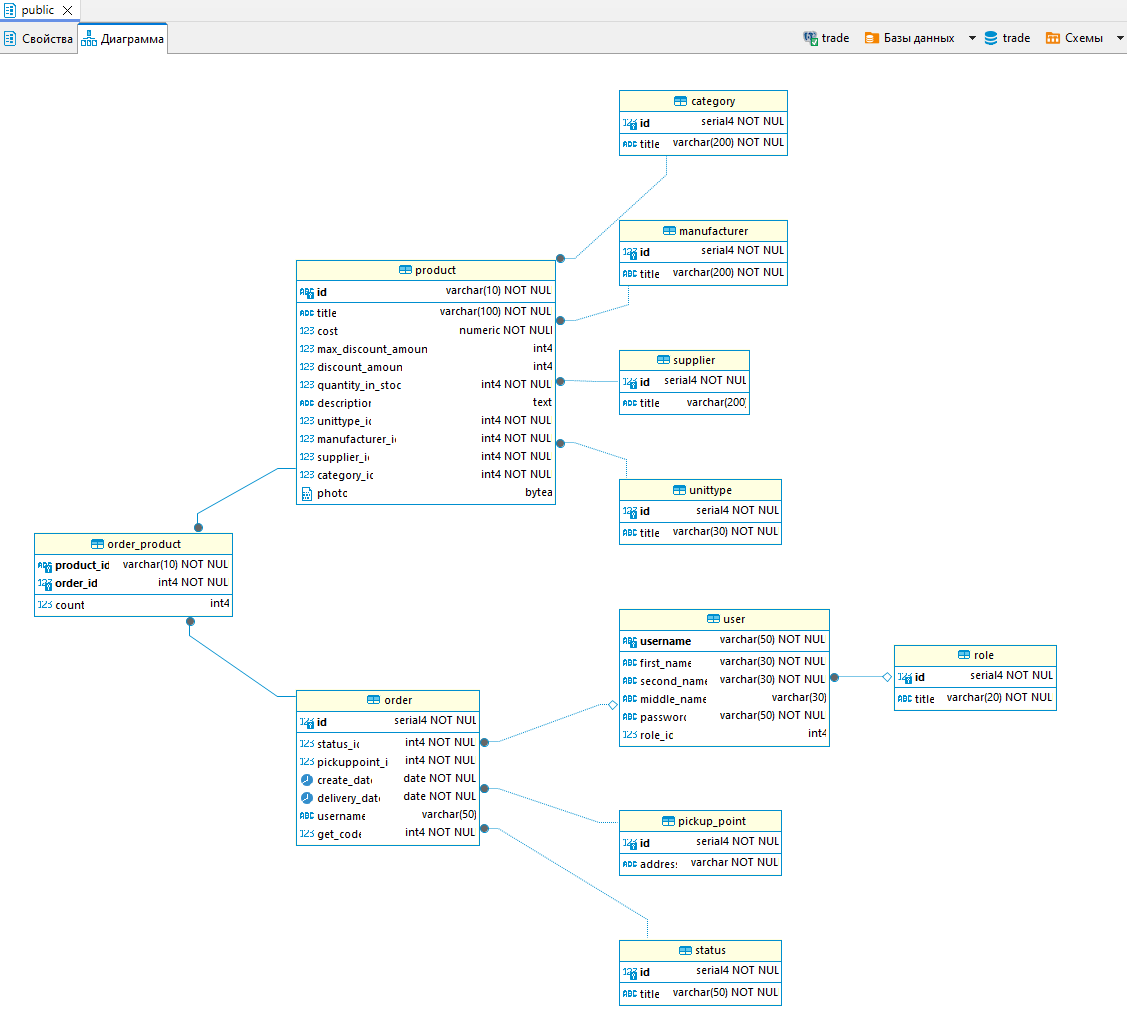 public
Свойства Диаграмма trade Базы данных trade Схемы
category
id serial4 NOT NUL
title varchar(200) NOT NUL
manufacturer
id serial4 NOT NUL
title varchar(200) NOT NUL
product
id varchar(10) NOT NUL
title varchar(100) NOT NUL
cost numeric NOT NUL
max_discount_amoun int4
discount_amoun int4
quantity_in_stoc int4 NOT NUL
description text
unittype_ic int4 NOT NUL
manufacturer_i int4 NOT NUL
supplier_i int4 NOT NUL
category_ic int4 NOT NUL
photo bytea
supplier
id serial4 NOT NUL
title varchar(200)
unittype
id serial4 NOT NUL
title varchar(30) NOT NUL
order_product
product_id varchar(10) NOT NUL
order_id int4 NOT NUL
count int4
user
username varchar(50) NOT NUL
first_name varchar(30) NOT NUL
second_name varchar(30) NOT NUL
middle_name varchar(30)
password varchar(50) NOT NUL
role_ic int4
role
id serial4 NOT NUL
title varchar(20) NOT NUL
order
id serial4 NOT NUL
status_ic int4 NOT NUL
pickuppoint_i int4 NOT NUL
create_date date NOT NUL
delivery_date date NOT NUL
username varchar(50)
get_code int4 NOT NUL
pickup_point
id serial4 NOT NUL
address varchar NOT NUL
status
id serial4 NOT NUL
title varchar(50) NOT NUL